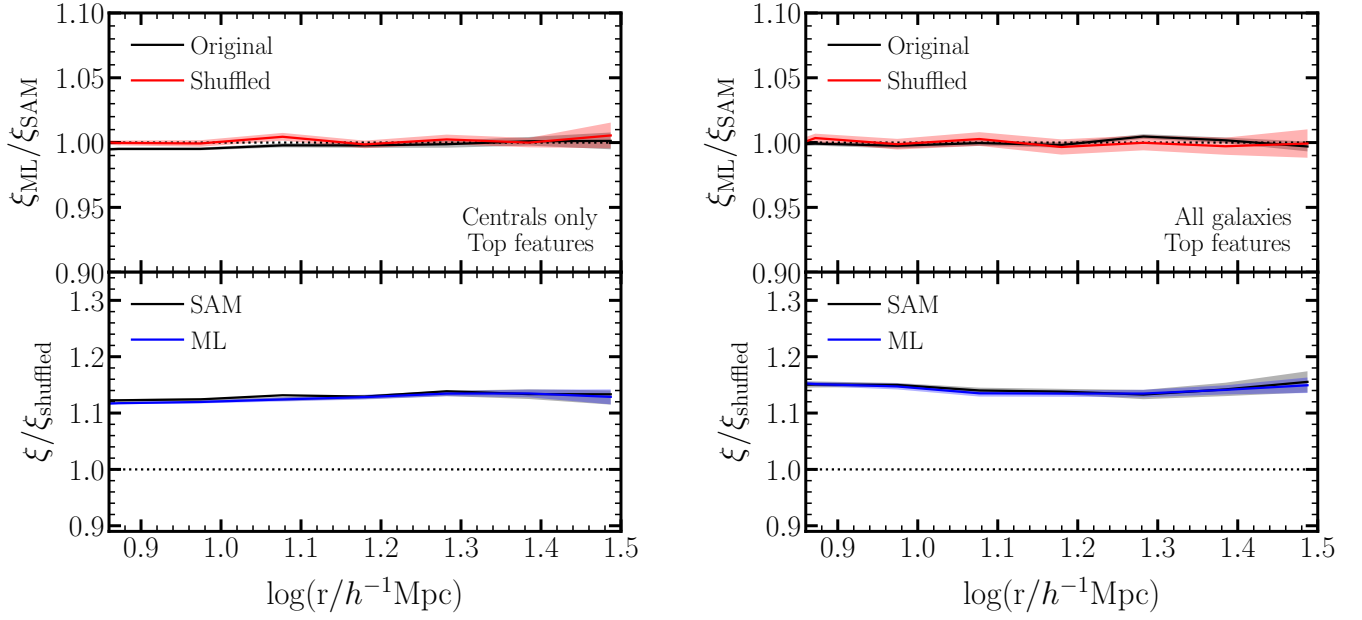 1.10
1.05
1.00
0.95
0.90
ξML/ξSAM
Original
Shuffled
Centrals only
Top features
1.3
1.2
1.1
1.0
0.9
ξ/ξshuffled
SAM
ML
0.9 1.0 1.1 1.2 1.3 1.4 1.5
log(r/h⁻¹Mpc)
1.10
1.05
1.00
0.95
0.90
ξML/ξSAM
Original
Shuffled
All galaxies
Top features
1.3
1.2
1.1
1.0
0.9
ξ/ξshuffled
SAM
ML
0.9 1.0 1.1 1.2 1.3 1.4 1.5
log(r/h⁻¹Mpc)